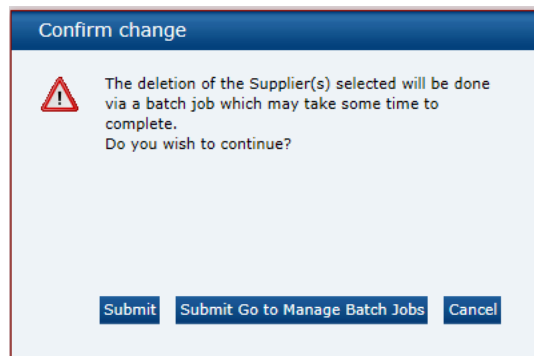 Confirm change
The deletion of the Supplier(s) selected will be done
via a batch job which may take some time to
complete.
Do you wish to continue?
Submit Submit Go to Manage Batch Jobs Cancel